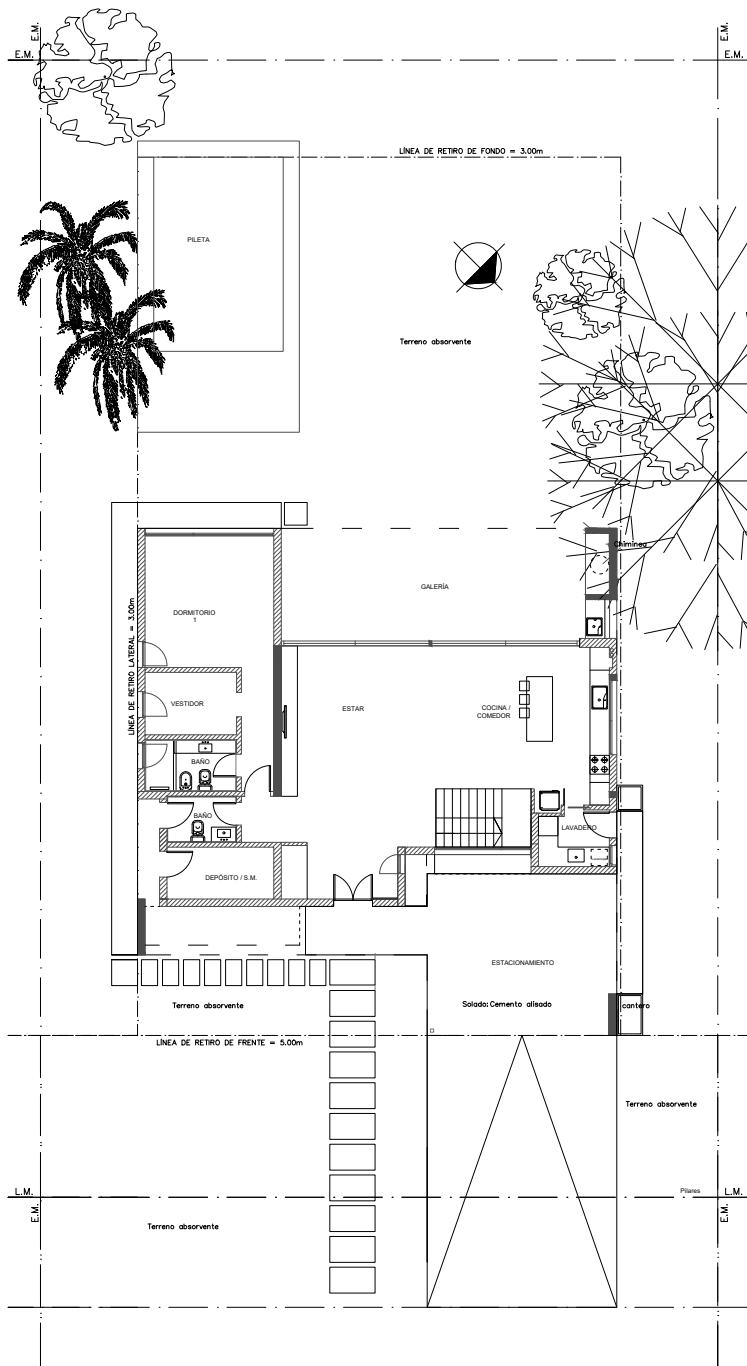 E.M.
E.M.
E.M.
E.M.
LÍNEA DE RETIRO DE FONDO = 3.00m
PILETA
Terreno absorvente
Chiminea
GALERÍA
DORMITORIO
1
LÍNEA DE RETIRO LATERAL = 3.00m
VESTIDOR
ESTAR
COCINA /
COMEDOR
BAÑO
BAÑO
LAVADERO
DEPÓSITO / S.M.
ESTACIONAMIENTO
Terreno absorvente
Solado: Cemento alisado
cantero
LÍNEA DE RETIRO DE FRENTE = 5.00m
Terreno absorvente
L.M.
Pilares
L.M.
E.M.
E.M.
Terreno absorvente